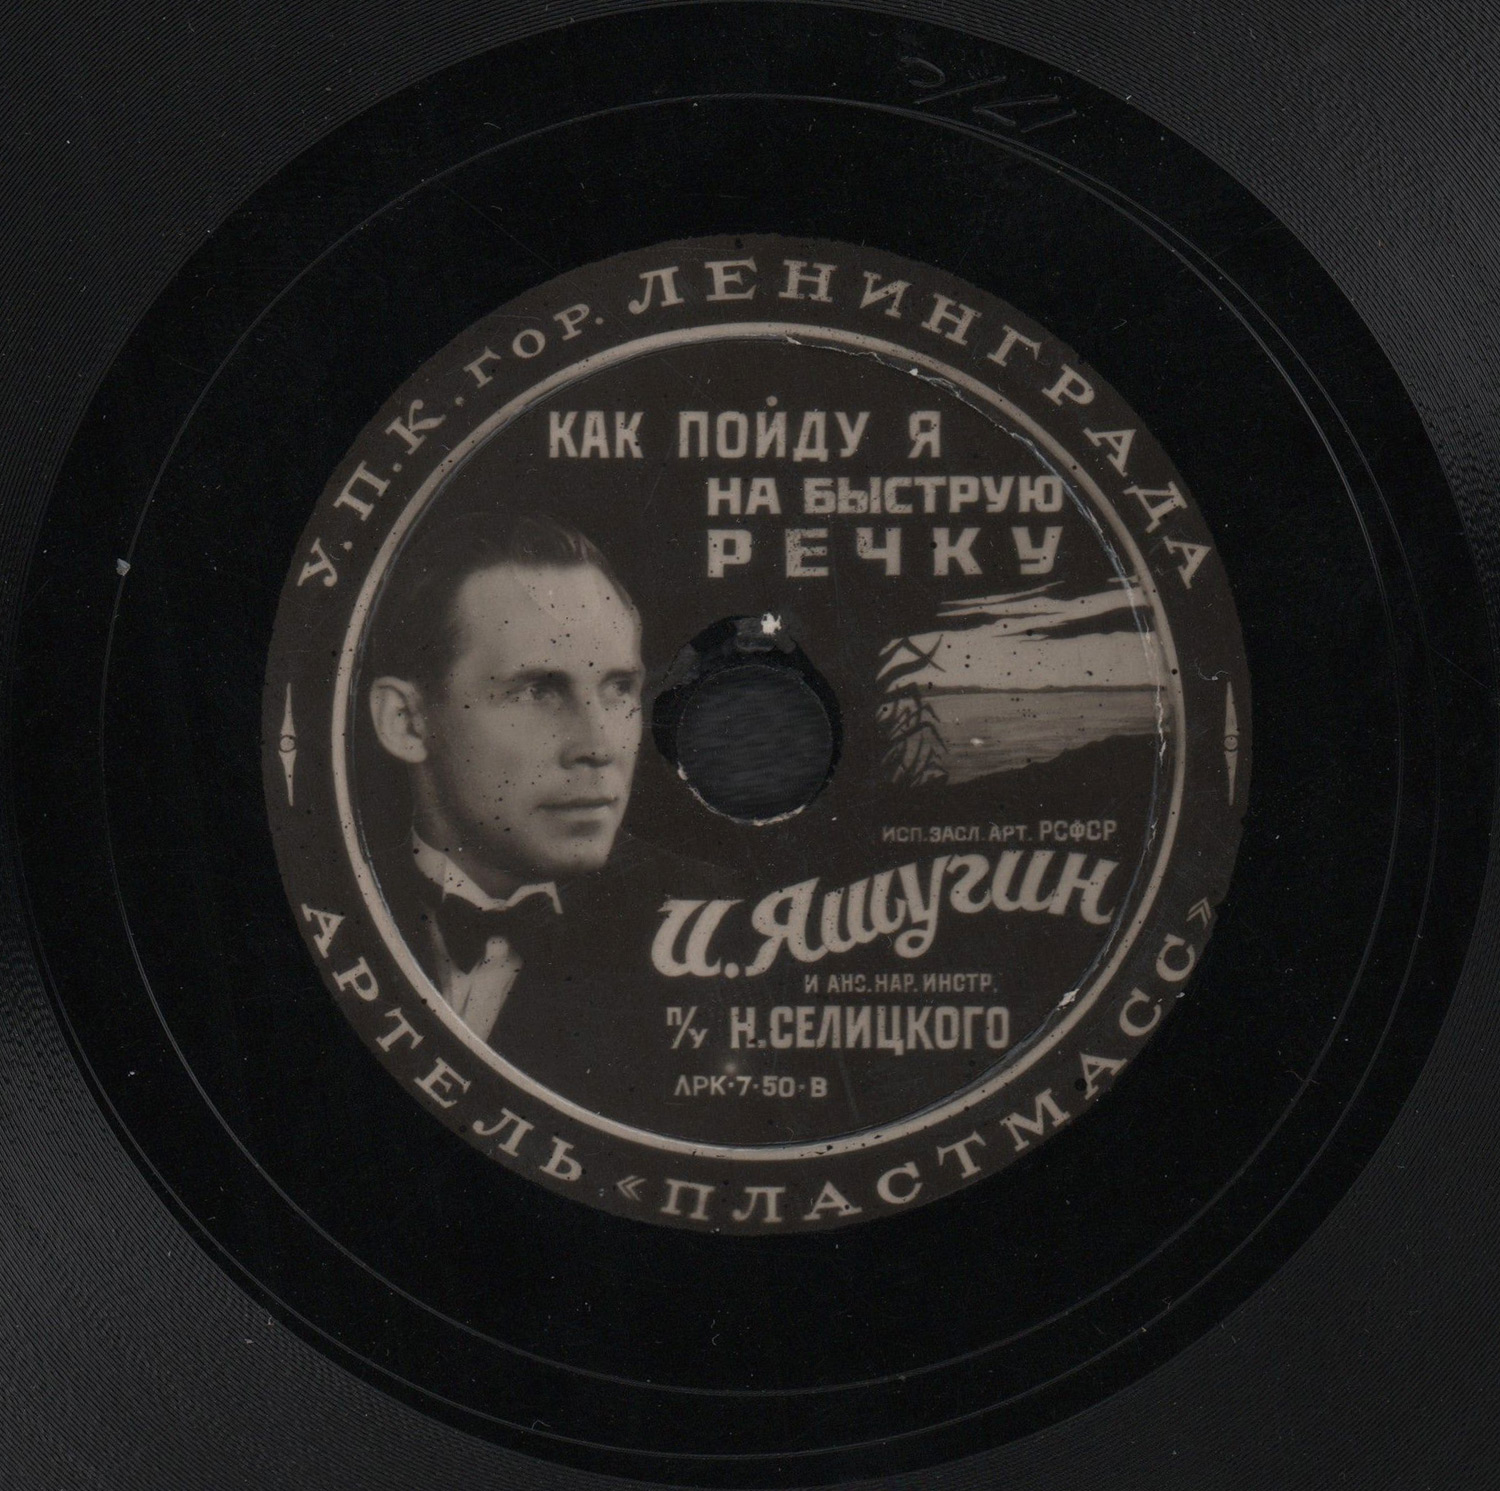 У.П.К. ГОР. ЛЕНИНГРАДА
КАК ПОЙДУ Я
НА БЫСТРУЮ
РЕЧКУ
ИСП. ЗАСЛ. АРТ. РСФСР
И. Яшугин
И АНС. НАР. ИНСТР.
П/У Н. СЕЛИЦКОГО
ЛРК·7·50·В
АРТЕЛЬ «ПЛАСТМАСС»